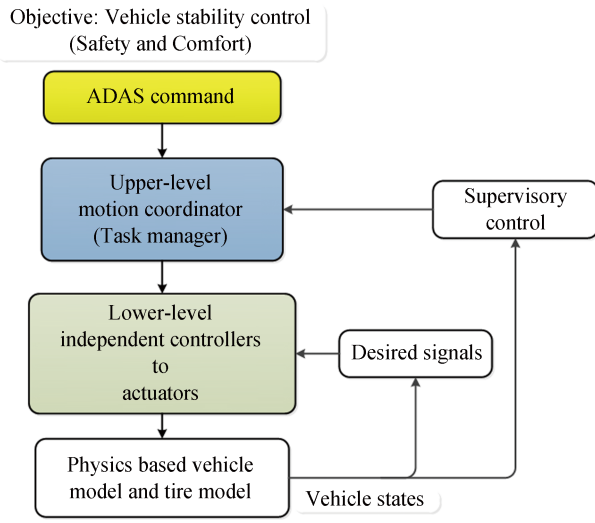 Objective: Vehicle stability control
(Safety and Comfort)
ADAS command
Upper-level
motion coordinator
(Task manager)
Supervisory
control
Lower-level
independent controllers
to
actuators
Desired signals
Physics based vehicle
model and tire model
Vehicle states